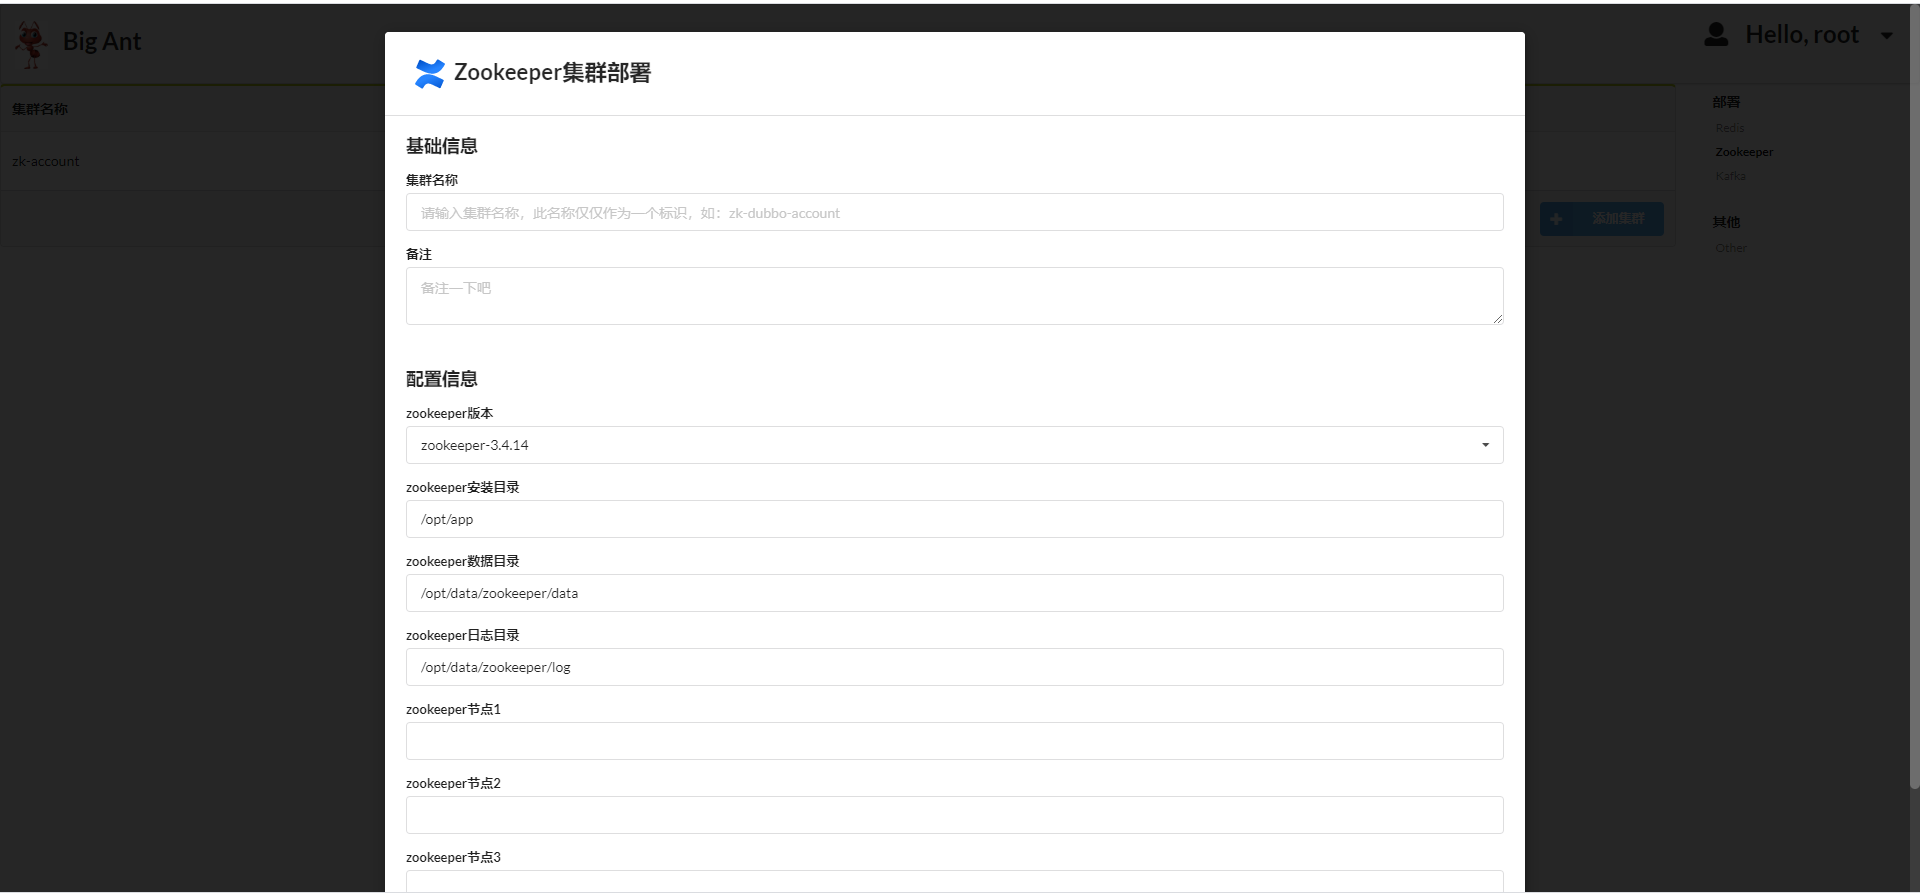 Big Ant
Hello, root
集群名称
zk-account
添加集群
部署
Redis
Zookeeper
Kafka
其他
Other
Zookeeper集群部署
基础信息
集群名称
请输入集群名称，此名称仅仅作为一个标识，如：zk-dubbo-account
备注
备注一下吧
配置信息
zookeeper版本
zookeeper-3.4.14
zookeeper安装目录
/opt/app
zookeeper数据目录
/opt/data/zookeeper/data
zookeeper日志目录
/opt/data/zookeeper/log
zookeeper节点1
zookeeper节点2
zookeeper节点3